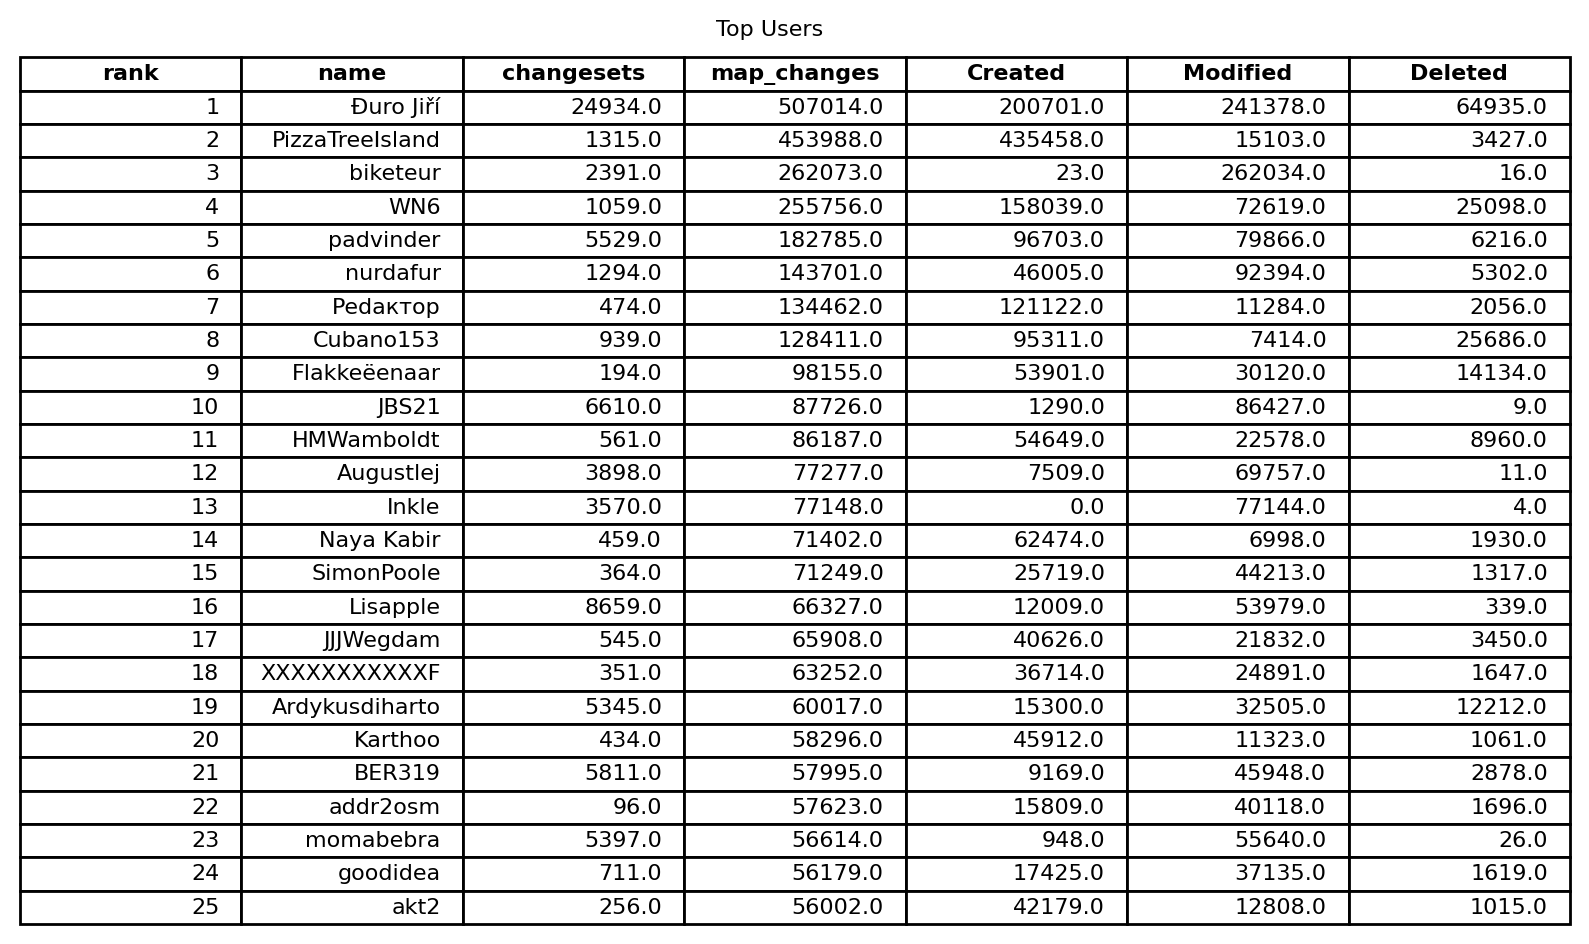 Top Users
rank name changesets map_changes Created Modified Deleted
1 Đuro Jiří 24934.0 507014.0 200701.0 241378.0 64935.0
2 PizzaTreeIsland 1315.0 453988.0 435458.0 15103.0 3427.0
3 biketeur 2391.0 262073.0 23.0 262034.0 16.0
4 WN6 1059.0 255756.0 158039.0 72619.0 25098.0
5 padvinder 5529.0 182785.0 96703.0 79866.0 6216.0
6 nurdafur 1294.0 143701.0 46005.0 92394.0 5302.0
7 Pedaктор 474.0 134462.0 121122.0 11284.0 2056.0
8 Cubano153 939.0 128411.0 95311.0 7414.0 25686.0
9 Flakkeëenaar 194.0 98155.0 53901.0 30120.0 14134.0
10 JBS21 6610.0 87726.0 1290.0 86427.0 9.0
11 HMWamboldt 561.0 86187.0 54649.0 22578.0 8960.0
12 Augustlej 3898.0 77277.0 7509.0 69757.0 11.0
13 Inkle 3570.0 77148.0 0.0 77144.0 4.0
14 Naya Kabir 459.0 71402.0 62474.0 6998.0 1930.0
15 SimonPoole 364.0 71249.0 25719.0 44213.0 1317.0
16 Lisapple 8659.0 66327.0 12009.0 53979.0 339.0
17 JJJWegdam 545.0 65908.0 40626.0 21832.0 3450.0
18 XXXXXXXXXXXF 351.0 63252.0 36714.0 24891.0 1647.0
19 Ardykusdiharto 5345.0 60017.0 15300.0 32505.0 12212.0
20 Karthoo 434.0 58296.0 45912.0 11323.0 1061.0
21 BER319 5811.0 57995.0 9169.0 45948.0 2878.0
22 addr2osm 96.0 57623.0 15809.0 40118.0 1696.0
23 momabebra 5397.0 56614.0 948.0 55640.0 26.0
24 goodidea 711.0 56179.0 17425.0 37135.0 1619.0
25 akt2 256.0 56002.0 42179.0 12808.0 1015.0